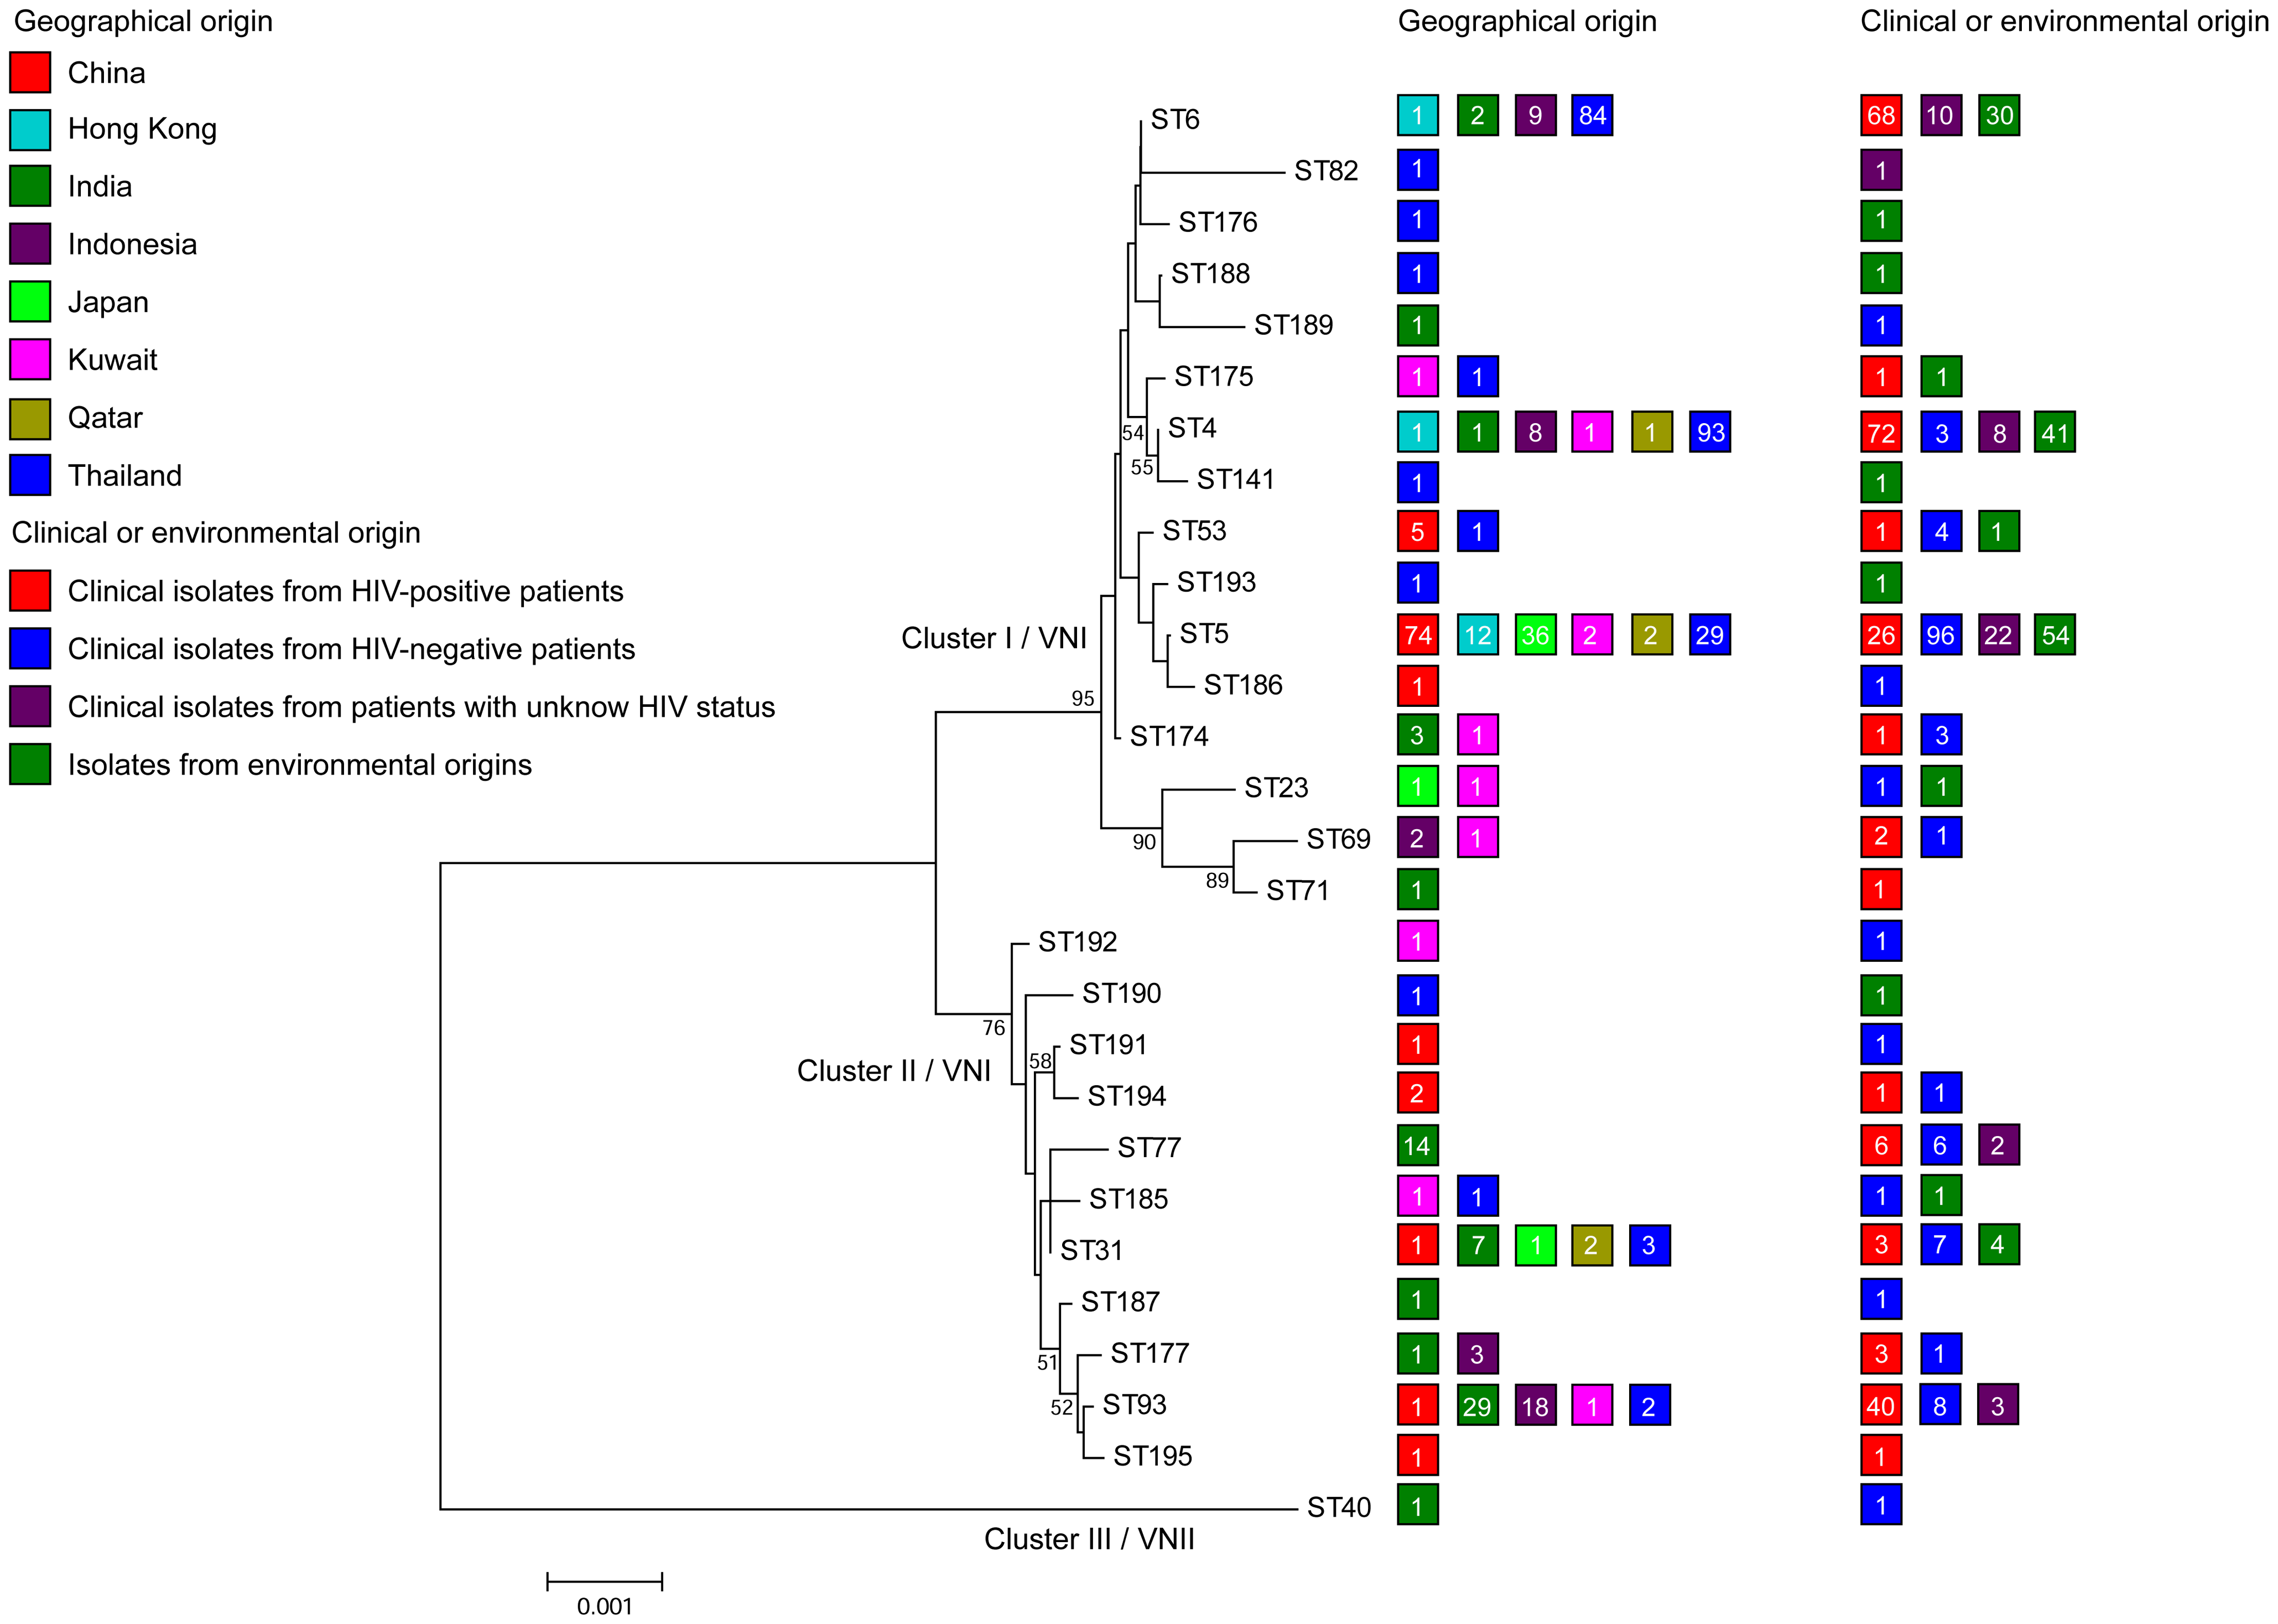 Geographical origin
China
Hong Kong
India
Indonesia
Japan
Kuwait
Qatar
Thailand
Clinical or environmental origin
Clinical isolates from HIV-positive patients
Clinical isolates from HIV-negative patients
Clinical isolates from patients with unknow HIV status
Isolates from environmental origins
Geographical origin Clinical or environmental origin
ST6 1 2 9 84 68 10 30
ST82 1 1
ST176 1 1
ST188 1 1
ST189 1 1
ST175 1 1 1 1
54 ST4 1 1 8 1 1 93 72 3 8 41
55 ST141 1 1
ST53 5 1 1 4 1
ST193 1 1
Cluster I / VNI ST5 74 12 36 2 2 29 26 96 22 54
ST186 1 1
95
ST174 3 1 1 3
ST23 1 1 1 1
90 ST69 2 1 2 1
89 ST71 1 1
ST192 1 1
ST190 1 1
76
58 ST191 1 1
Cluster II / VNI
ST194 2 1 1
ST77 14 6 6 2
ST185 1 1 1 1
ST31 1 7 1 2 3 3 7 4
ST187 1 1
51 ST177 1 3 3 1
52 ST93 1 29 18 1 2 40 8 3
ST195 1 1
ST40 1 1
Cluster III / VNII
0.001